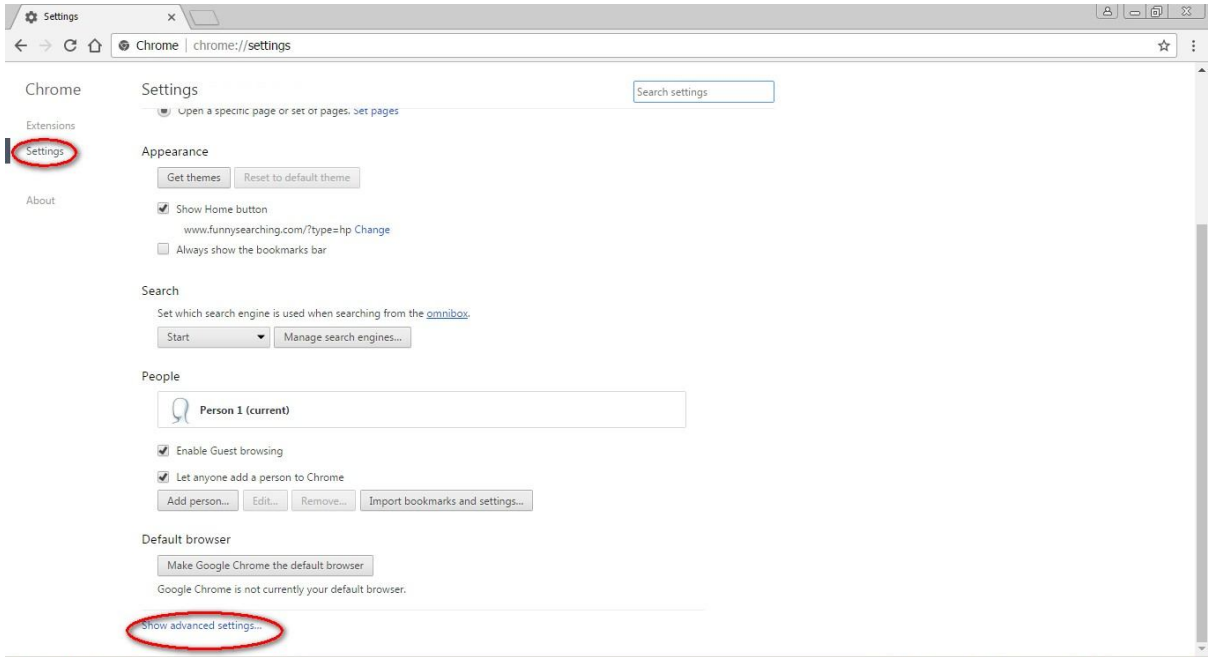 Settings
Chrome | chrome://settings
Chrome
Settings
Search settings
Open a specific page or set of pages. Set pages
Extensions
Settings
Appearance
Get themes
Reset to default theme
About
Show Home button
www.funnysearching.com/?type=hp Change
Always show the bookmarks bar
Search
Set which search engine is used when searching from the omnibox.
Start
Manage search engines...
People
Person 1 (current)
Enable Guest browsing
Let anyone add a person to Chrome
Add person...
Edit...
Remove...
Import bookmarks and settings...
Default browser
Make Google Chrome the default browser
Google Chrome is not currently your default browser.
Show advanced settings...